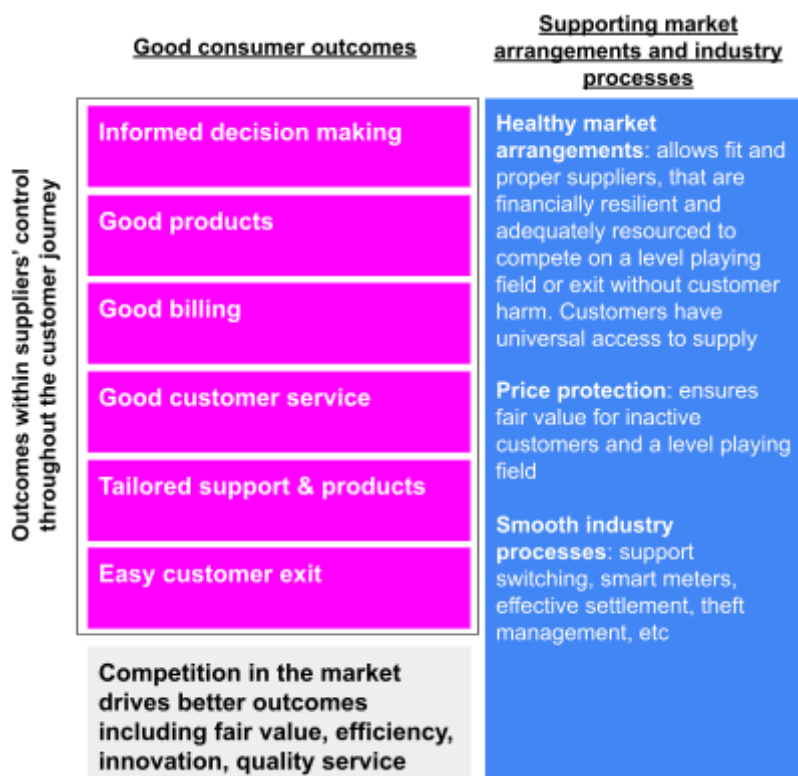 Good consumer outcomes
Supporting market
arrangements and industry
processes
Outcomes within suppliers' control
throughout the customer journey
Informed decision making
Good products
Good billing
Good customer service
Tailored support & products
Easy customer exit
Competition in the market
drives better outcomes
including fair value, efficiency,
innovation, quality service
Healthy market
arrangements: allows fit and
proper suppliers, that are
financially resilient and
adequately resourced to
compete on a level playing
field or exit without customer
harm. Customers have
universal access to supply
Price protection: ensures
fair value for inactive
customers and a level playing
field
Smooth industry
processes: support
switching, smart meters,
effective settlement, theft
management, etc